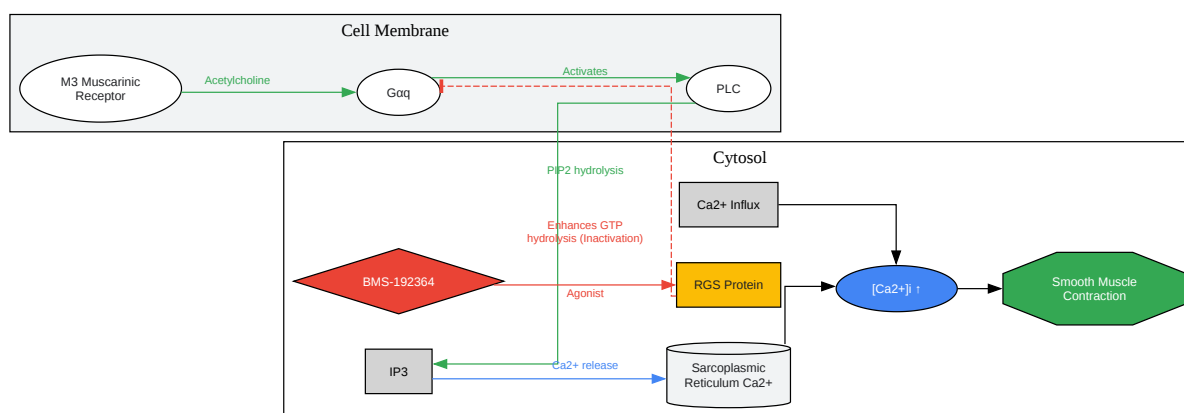 Cell Membrane
M3 Muscarinic
Receptor
Acetylcholine
Gαq
Activates
PLC
Cytosol
PIP2 hydrolysis
Ca2+ Influx
Enhances GTP
hydrolysis (Inactivation)
BMS-192364
Agonist
RGS Protein
[Ca2+]i ↑
Smooth Muscle
Contraction
IP3
Ca2+ release
Sarcoplasmic
Reticulum Ca2+